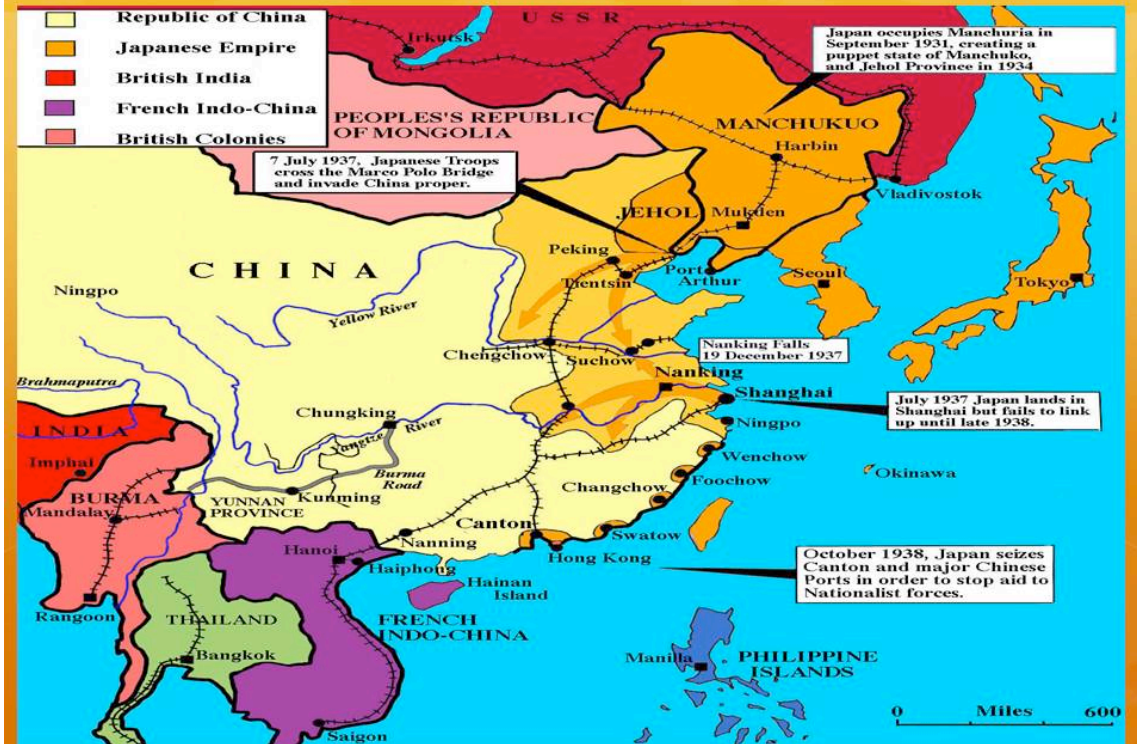 Republic of China
Japanese Empire
British India
French Indo-China
British Colonies
USSR
Irkutsk
Japan occupies Manchuria in
September 1931, creating a
puppet state of Manchuko,
and Jehol Province in 1934
PEOPLES'S REPUBLIC
OF MONGOLIA
MANCHUKUO
Harbin
7 July 1937, Japanese Troops
cross the Marco Polo Bridge
and invade China proper.
Vladivostok
JEHOL
Mukden
Peking
CHINA
Port
Arthur
Seoul
Tientsin
Tokyo
Ningpo
Yellow River
Chengchow
Suchow
Nanking Falls
19 December 1937
Nanking
Brahmaputra
Shanghai
July 1937 Japan lands in
Shanghai but fails to link
up until late 1938.
Chungking
Yangtze
River
Ningpo
INDIA
Imphai
Wenchow
Burma
Road
Okinawa
BURMA
YUNNAN
PROVINCE
Kunming
Changchow
Foochow
Mandalay
Canton
Swatow
Nanning
Hanoi
Haiphong
Hong Kong
October 1938, Japan seizes
Canton and major Chinese
Ports in order to stop aid to
Nationalist forces.
Hainan
Island
Rangoon
THAILAND
FRENCH
INDO-CHINA
Bangkok
Manilla
PHILIPPINE
ISLANDS
0 Miles 600
Saigon